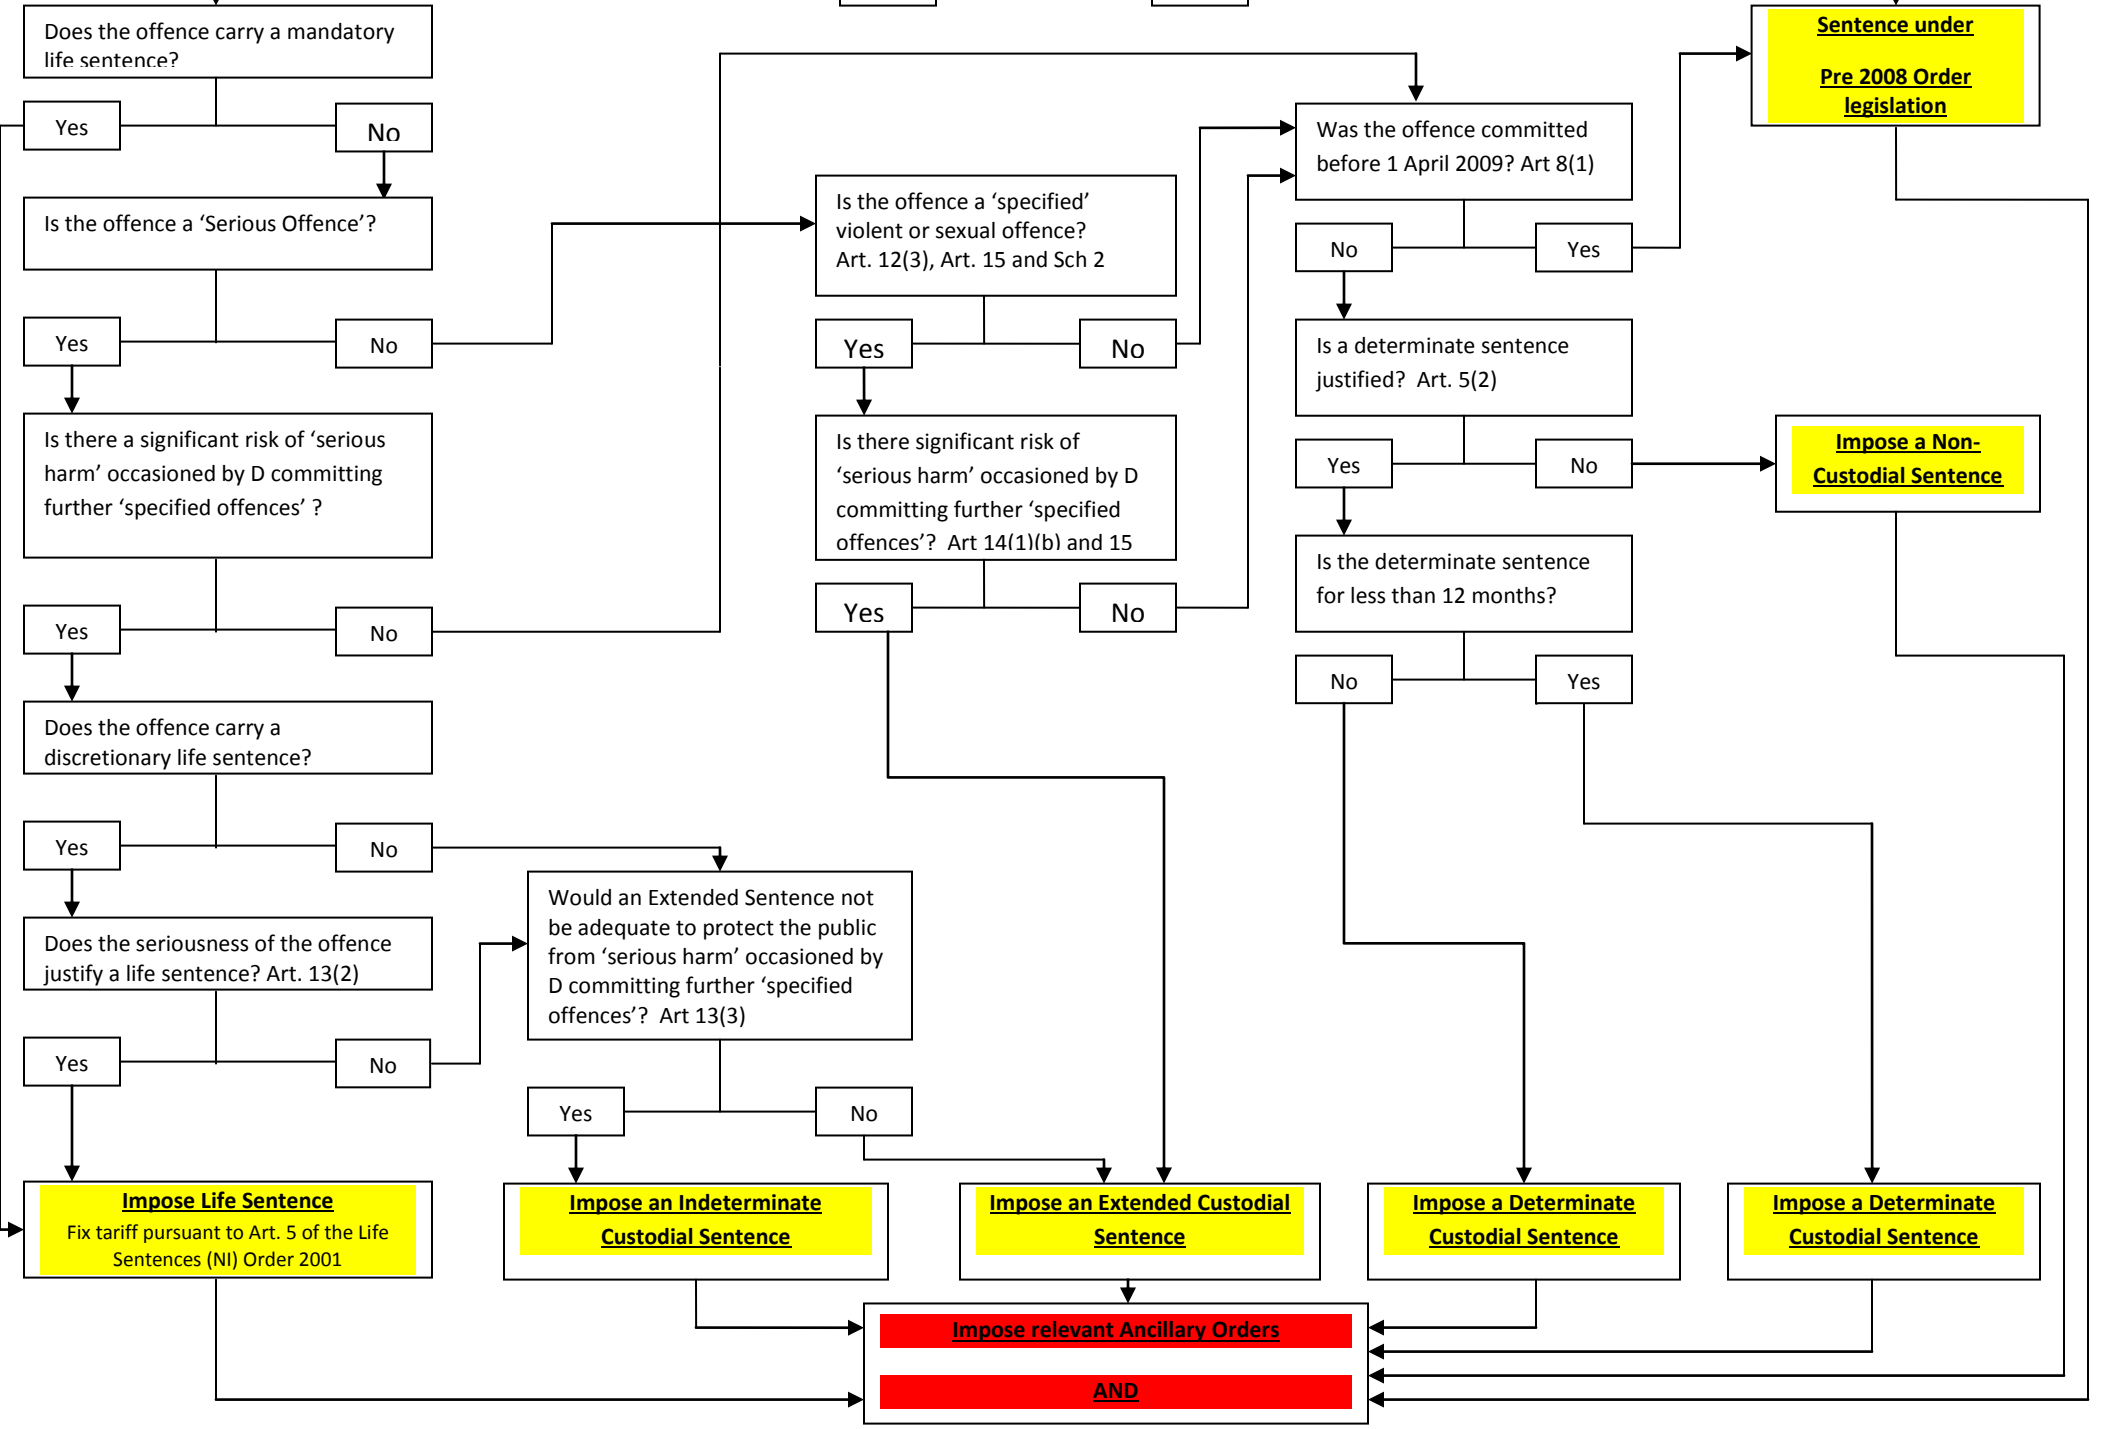 Does the offence carry a mandatory
life sentence?
Yes
No
Is the offence a ‘Serious Offence’?
Yes
No
Is there a significant risk of ‘serious
harm’ occasioned by D committing
further ‘specified offences’ ?
Yes
No
Does the offence carry a
discretionary life sentence?
Yes
No
Does the seriousness of the offence
justify a life sentence? Art. 13(2)
Yes
No
Would an Extended Sentence not
be adequate to protect the public
from ‘serious harm’ occasioned by
D committing further ‘specified
offences’? Art 13(3)
Yes
No
Is the offence a ‘specified’
violent or sexual offence?
Art. 12(3), Art. 15 and Sch 2
Yes
No
Is there significant risk of
‘serious harm’ occasioned by D
committing further ‘specified
offences’? Art 14(1)(b) and 15
Yes
No
Was the offence committed
before 1 April 2009? Art 8(1)
No
Yes
Is a determinate sentence
justified? Art. 5(2)
Yes
No
Is the determinate sentence
for less than 12 months?
No
Yes
Sentence under
Pre 2008 Order
legislation
Impose a Non-
Custodial Sentence
Impose Life Sentence
Fix tariff pursuant to Art. 5 of the Life
Sentences (NI) Order 2001
Impose an Indeterminate
Custodial Sentence
Impose an Extended Custodial
Sentence
Impose a Determinate
Custodial Sentence
Impose a Determinate
Custodial Sentence
Impose relevant Ancillary Orders
AND